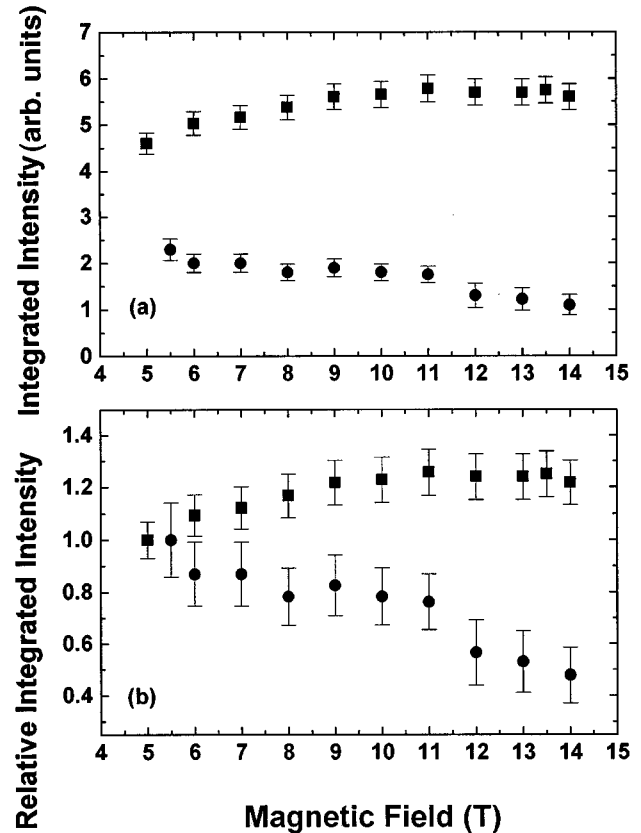 Integrated Intensity (arb. units)
7
6
5
4
3
2
1
0
(a)
4 5 6 7 8 9 10 11 12 13 14 15
Relative Integrated Intensity
1.4
1.2
1.0
0.8
0.6
0.4
(b)
4 5 6 7 8 9 10 11 12 13 14 15
Magnetic Field (T)